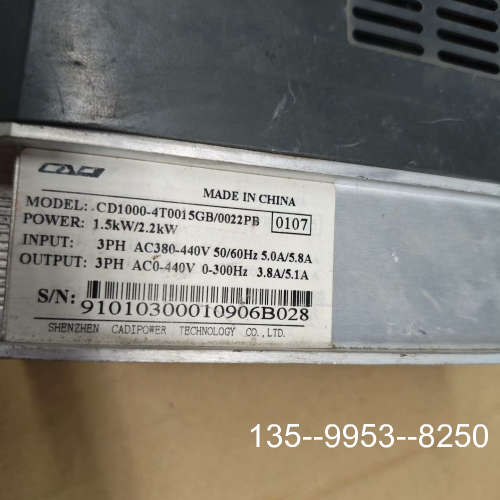 CADI
MADE IN CHINA
MODEL: CD1000-4T0015GB/0022PB 0107
POWER: 1.5kW/2.2kW
INPUT: 3PH AC380-440V 50/60Hz 5.0A/5.8A
OUTPUT: 3PH AC0-440V 0-300Hz 3.8A/5.1A
S/N:
91010300010906B028
SHENZHEN CADIPOWER TECHNOLOGY CO.,LTD.
135--9953--8250